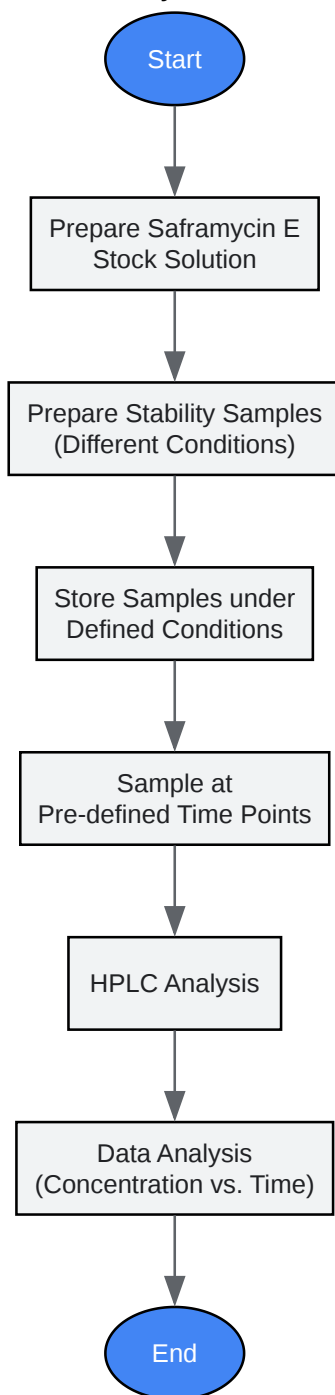 Start
Prepare Saframycin E
Stock Solution
Prepare Stability Samples
(Different Conditions)
Store Samples under
Defined Conditions
Sample at
Pre-defined Time Points
HPLC Analysis
Data Analysis
(Concentration vs. Time)
End